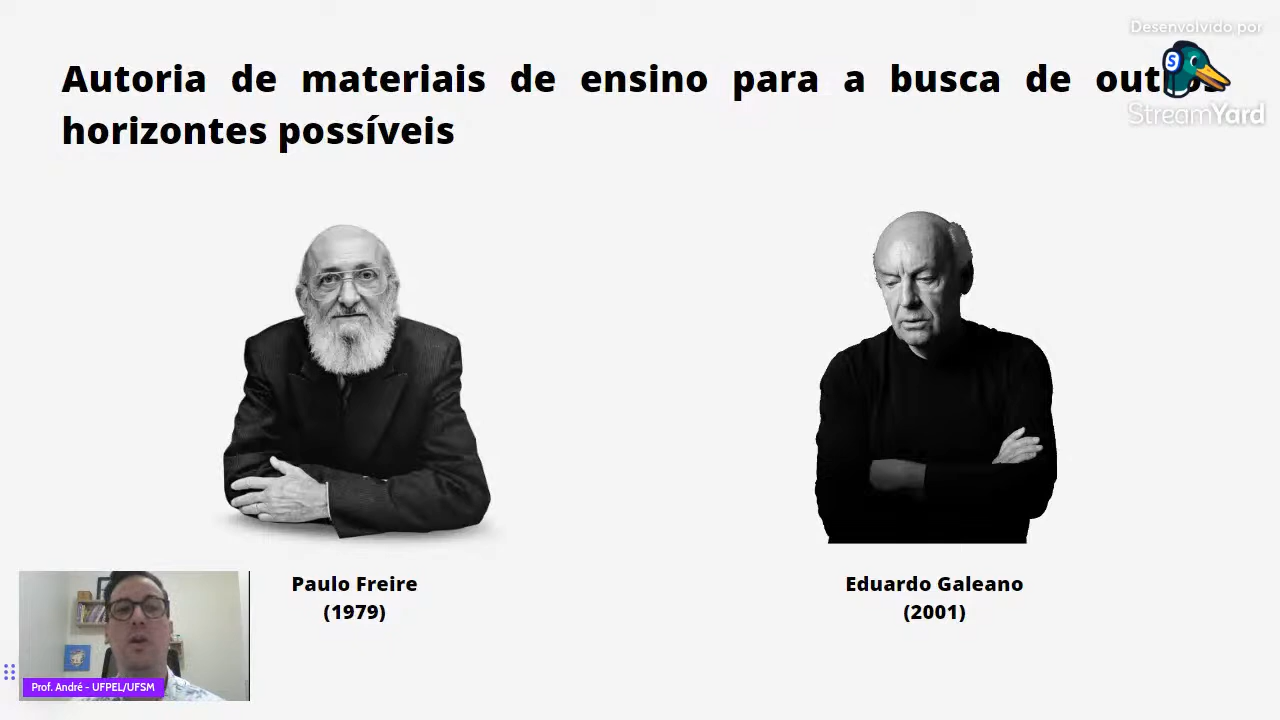 Desenvolvido por
Autoria de materiais de ensino para a busca de
horizontes possíveis
S
StreamYard
Paulo Freire
(1979)
Eduardo Galeano
(2001)
Prof. André - UFPEL/UFSM